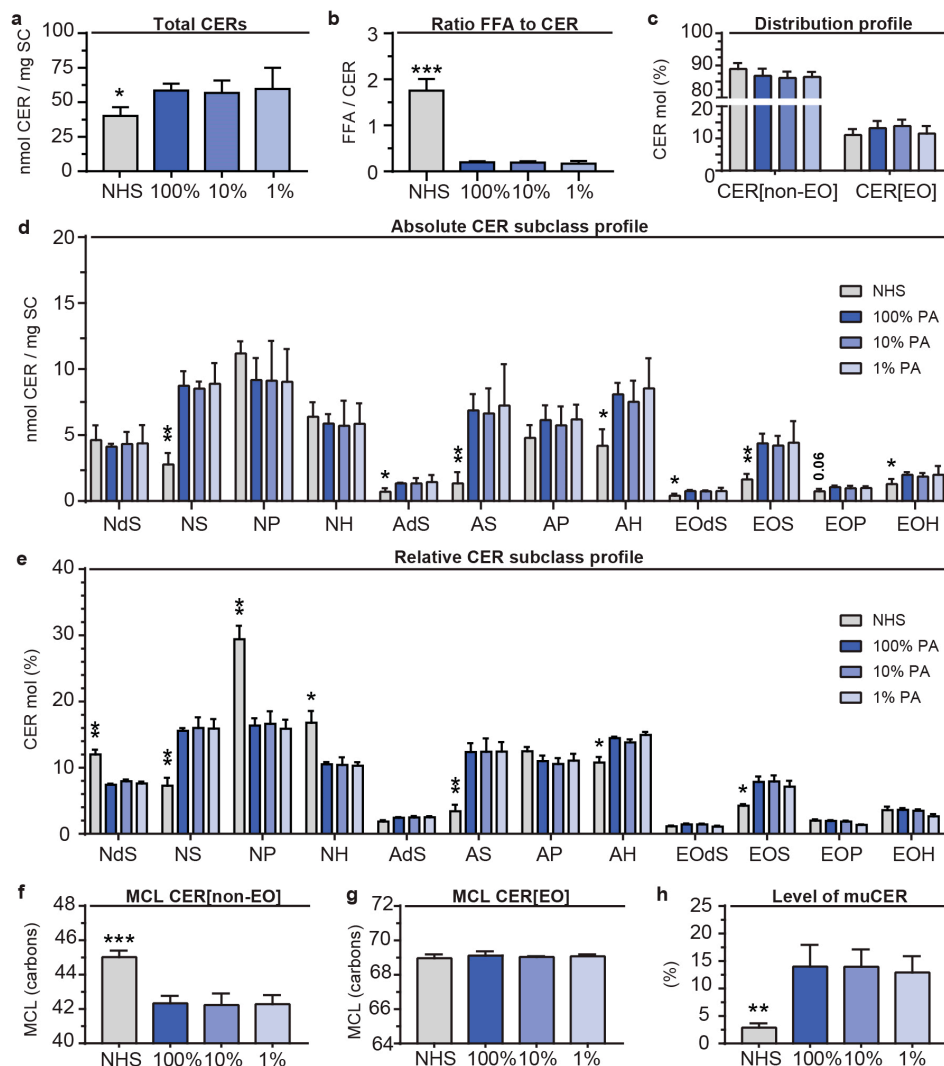 a Total CERs
100
75
50
25
0
nmol CER / mg SC
*
NHS 100% 10% 1%
b Ratio FFA to CER
3
2
1
0
FFA / CER
***
NHS 100% 10% 1%
c Distribution profile
100
90
80
20
10
0
CER mol (%)
CER[non-EO] CER[EO]
d Absolute CER subclass profile
20
15
10
5
0
nmol CER / mg SC
NHS
100% PA
10% PA
1% PA
** * ** * * ** 0.06 *
NdS NS NP NH AdS AS AP AH EOdS EOS EOP EOH
e Relative CER subclass profile
40
30
20
10
0
CER mol (%)
NHS
100% PA
10% PA
1% PA
** ** ** * ** * *
NdS NS NP NH AdS AS AP AH EOdS EOS EOP EOH
f MCL CER[non-EO]
48
46
44
42
40
MCL (carbons)
***
NHS 100% 10% 1%
g MCL CER[EO]
72
70
68
66
64
MCL (carbons)
NHS 100% 10% 1%
h Level of muCER
25
20
15
10
5
0
(%)
**
NHS 100% 10% 1%